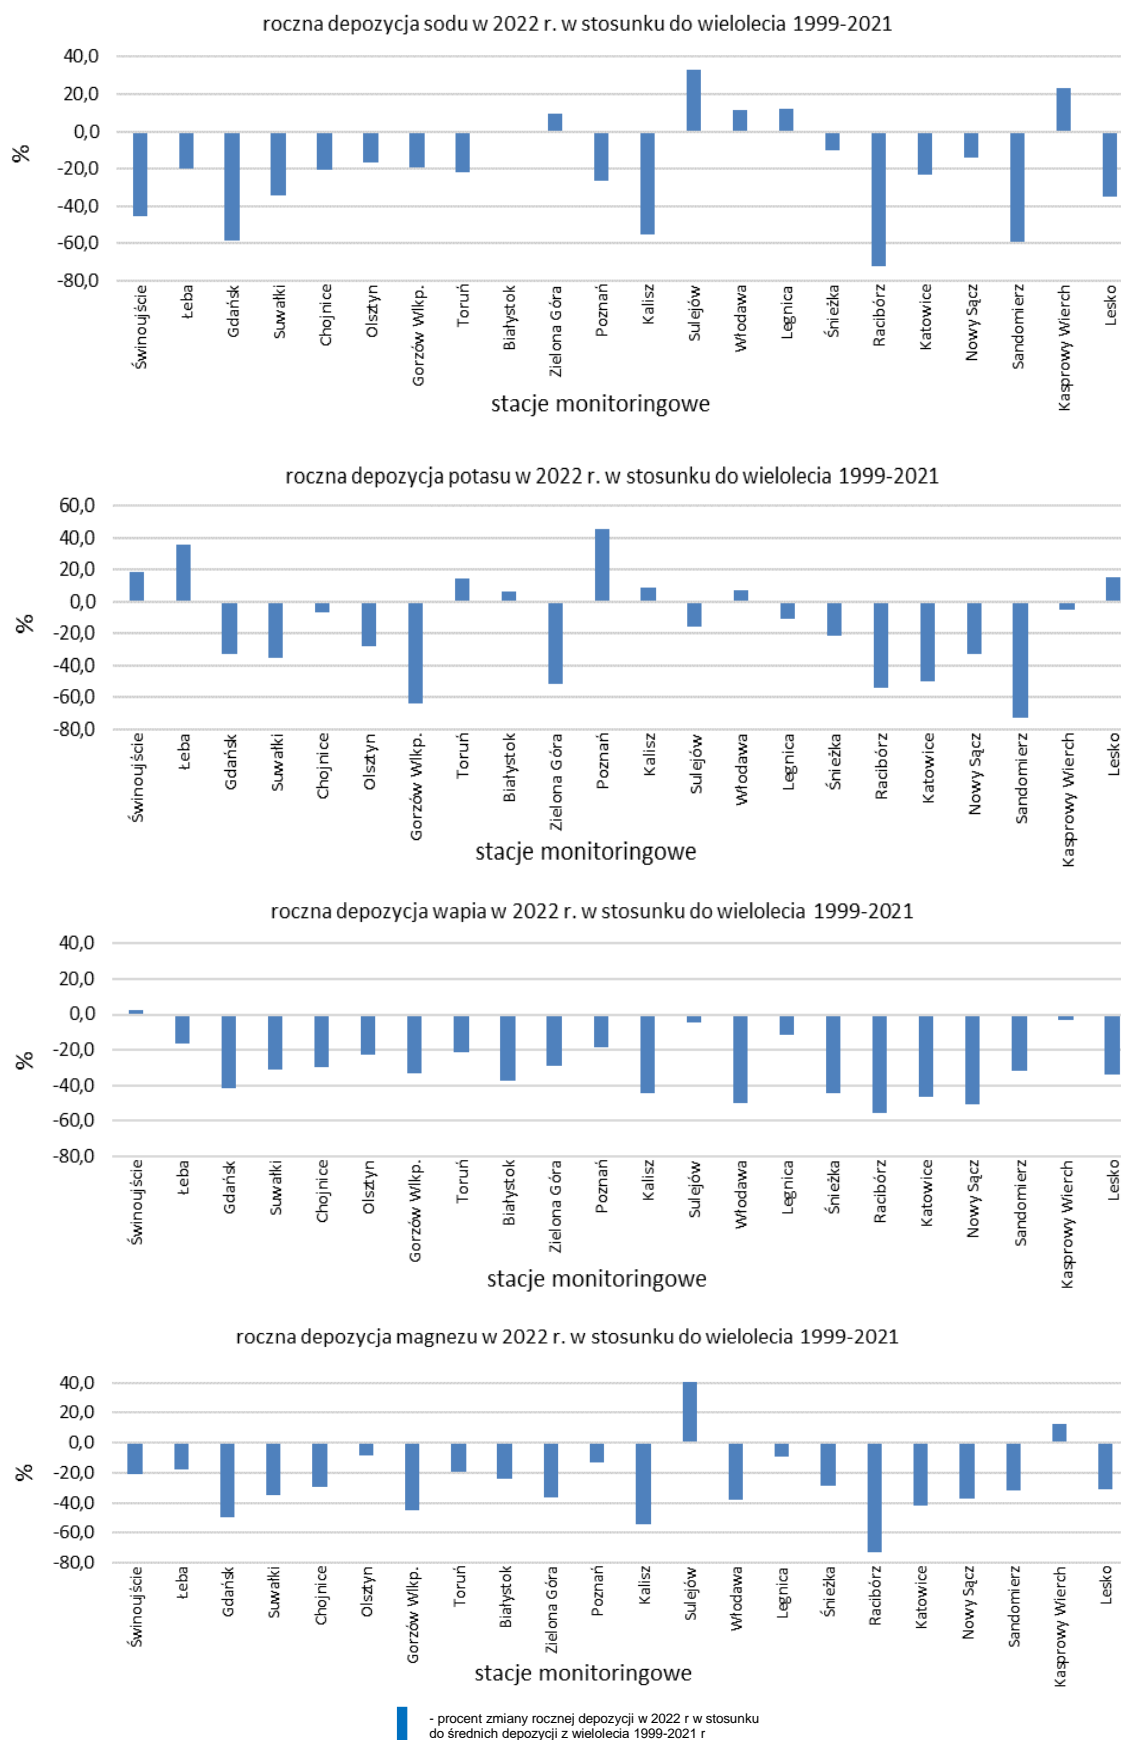 roczna depozycja sodu w 2022 r. w stosunku do wielolecia 1999-2021
40,0
20,0
0,0
-20,0
-40,0
-60,0
-80,0
%
Świnoujście
Łeba
Gdańsk
Suwałki
Chojnice
Olsztyn
Gorzów Wlkp.
Toruń
Białystok
Zielona Góra
Poznań
Kalisz
Sulejów
Włodawa
Legnica
Śnieżka
Racibórz
Katowice
Nowy Sącz
Sandomierz
Kasprowy Wierch
Lesko
stacje monitoringowe
roczna depozycja potasu w 2022 r. w stosunku do wielolecia 1999-2021
60,0
40,0
20,0
0,0
-20,0
-40,0
-60,0
-80,0
%
Świnoujście
Łeba
Gdańsk
Suwałki
Chojnice
Olsztyn
Gorzów Wlkp.
Toruń
Białystok
Zielona Góra
Poznań
Kalisz
Sulejów
Włodawa
Legnica
Śnieżka
Racibórz
Katowice
Nowy Sącz
Sandomierz
Kasprowy Wierch
Lesko
stacje monitoringowe
roczna depozycja wapia w 2022 r. w stosunku do wielolecia 1999-2021
40,0
20,0
0,0
-20,0
-40,0
-60,0
-80,0
%
Świnoujście
Łeba
Gdańsk
Suwałki
Chojnice
Olsztyn
Gorzów Wlkp.
Toruń
Białystok
Zielona Góra
Poznań
Kalisz
Sulejów
Włodawa
Legnica
Śnieżka
Racibórz
Katowice
Nowy Sącz
Sandomierz
Kasprowy Wierch
Lesko
stacje monitoringowe
roczna depozycja magnezu w 2022 r. w stosunku do wielolecia 1999-2021
40,0
20,0
0,0
-20,0
-40,0
-60,0
-80,0
%
Świnoujście
Łeba
Gdańsk
Suwałki
Chojnice
Olsztyn
Gorzów Wlkp.
Toruń
Białystok
Zielona Góra
Poznań
Kalisz
Sulejów
Włodawa
Legnica
Śnieżka
Racibórz
Katowice
Nowy Sącz
Sandomierz
Kasprowy Wierch
Lesko
stacje monitoringowe
- procent zmiany rocznej depozycji w 2022 r w stosunku
do średnich depozycji z wielolecia 1999-2021 r